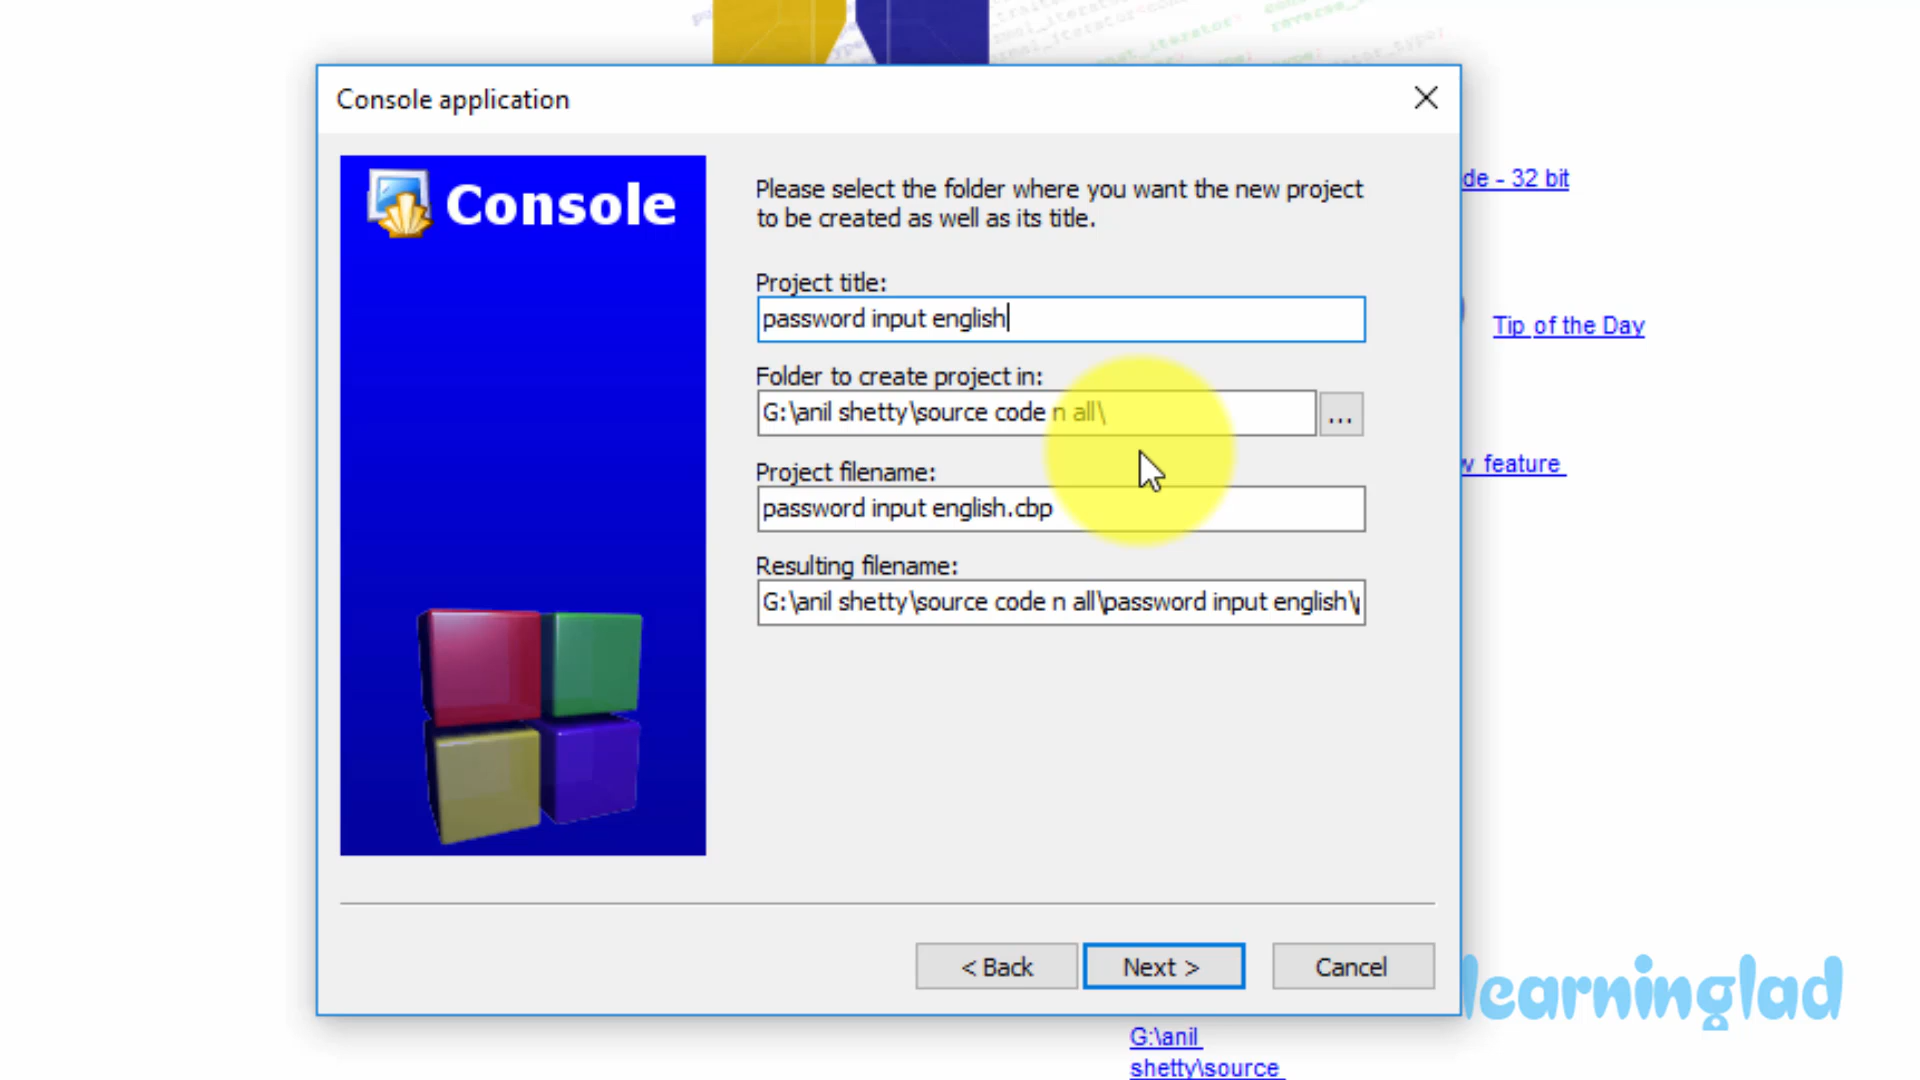 Console application
Console
Please select the folder where you want the new project
to be created as well as its title.
Project title:
password input english
Folder to create project in:
G:\anil shetty\source code n all\
...
Project filename:
password input english.cbp
Resulting filename:
G:\anil shetty\source code n all\password input english\
< Back
Next >
Cancel
de - 32 bit
Tip of the Day
feature
learninglad
G:\anil
shetty\source